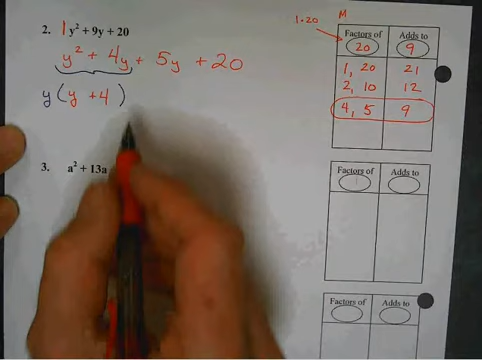 2. 1y² + 9y + 20
y² + 4y + 5y + 20
y(y + 4)
3. a² + 13a
1.20 M
Factors of Adds to
20 9
1, 20 21
2, 10 12
4, 5 9
Factors of Adds to
Factors of Adds to